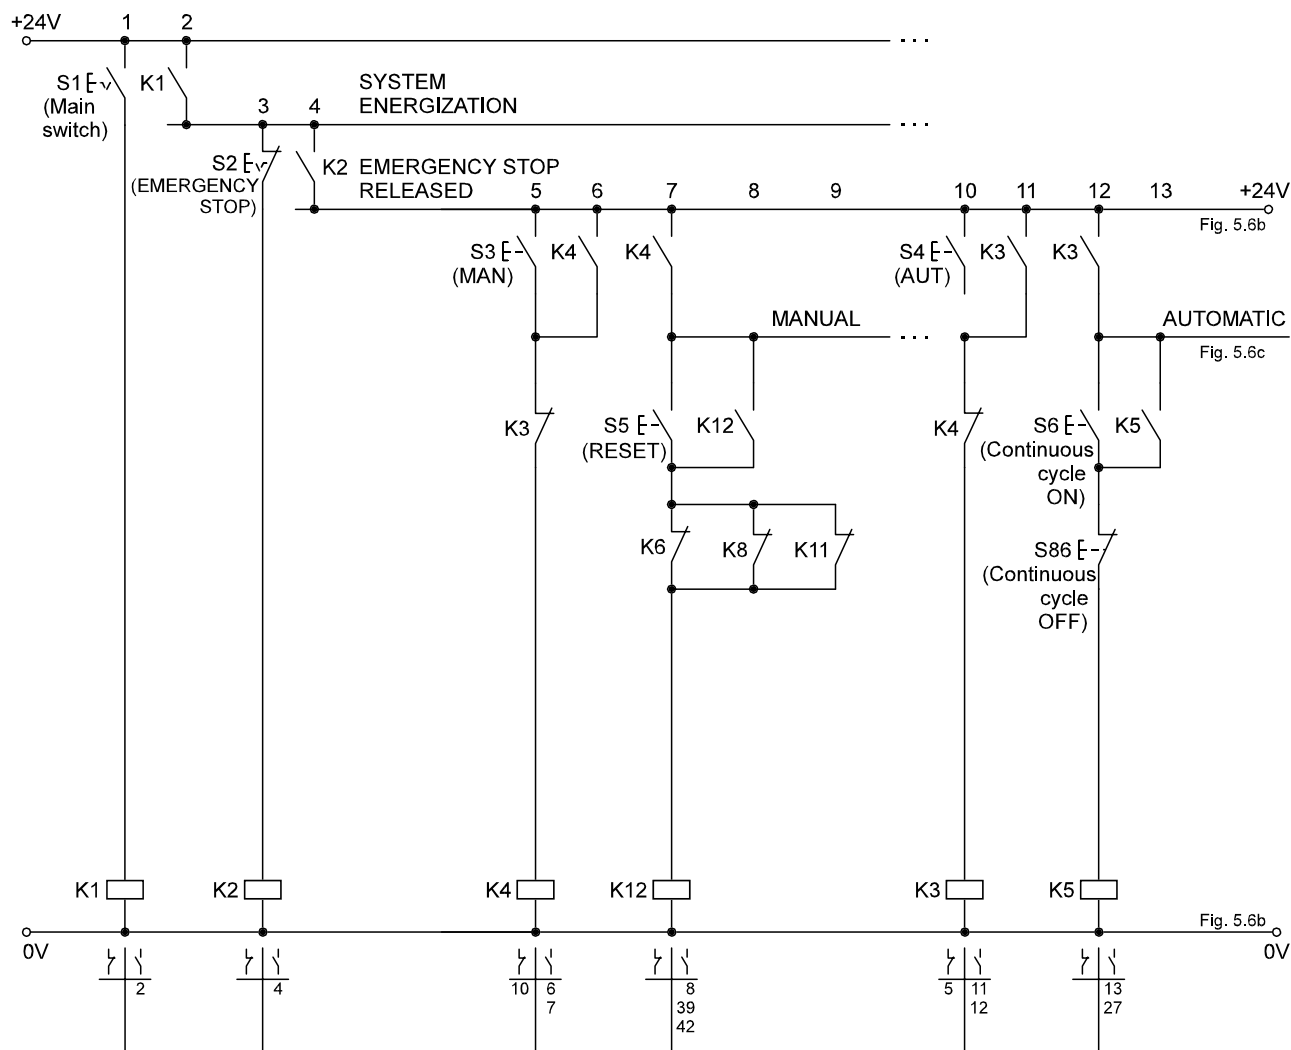 +24V 1 2
S1 K1 SYSTEM
(Main ENERGIZATION
switch)
3 4
S2 K2 EMERGENCY STOP
(EMERGENCY RELEASED
STOP)
5 6 7 8 9 10 11 12 13 +24V
Fig. 5.6b
S3 K4 K4 S4 K3 K3
(MAN) (AUT)
MANUAL AUTOMATIC
Fig. 5.6c
K3 S5 K12 K4 S6 K5
(RESET) (Continuous
cycle
ON)
K6 K8 K11 S86
(Continuous
cycle
OFF)
K1 K2 K4 K12 K3 K5
Fig. 5.6b
0V 0V
2 4 10 6 8 5 11 13
7 39 12 27
42